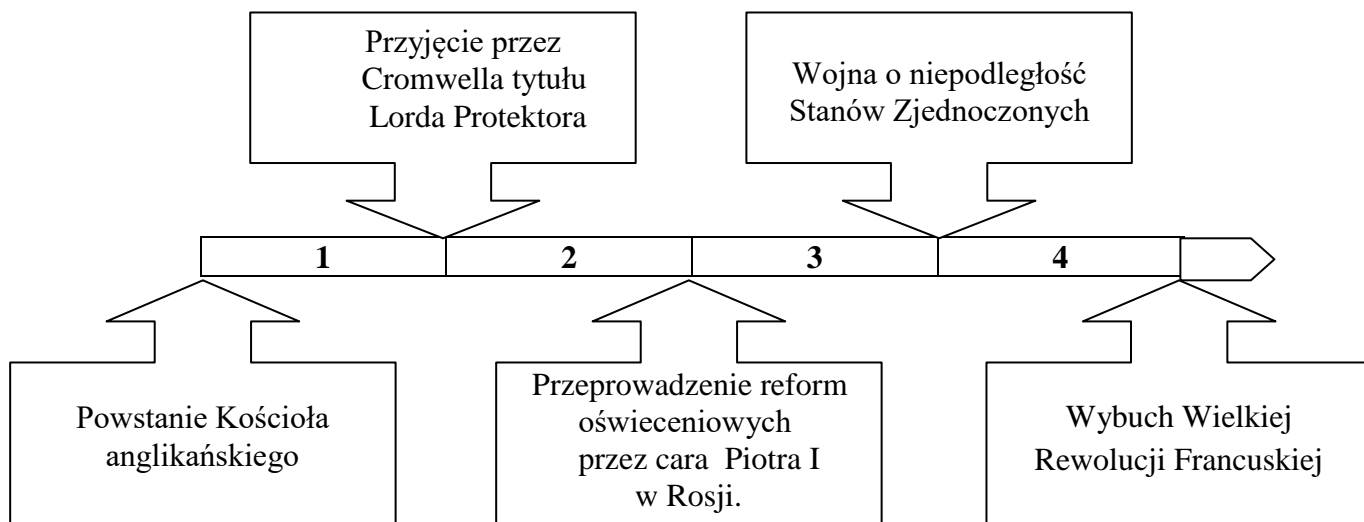 Przyjęcie przez
Cromwella tytułu
Lorda Protektora
Wojna o niepodległość
Stanów Zjednoczonych
1
2
3
4
Powstanie Kościoła
anglikańskiego
Przeprowadzenie reform
oświeceniowych
przez cara Piotra I
w Rosji.
Wybuch Wielkiej
Rewolucji Francuskiej